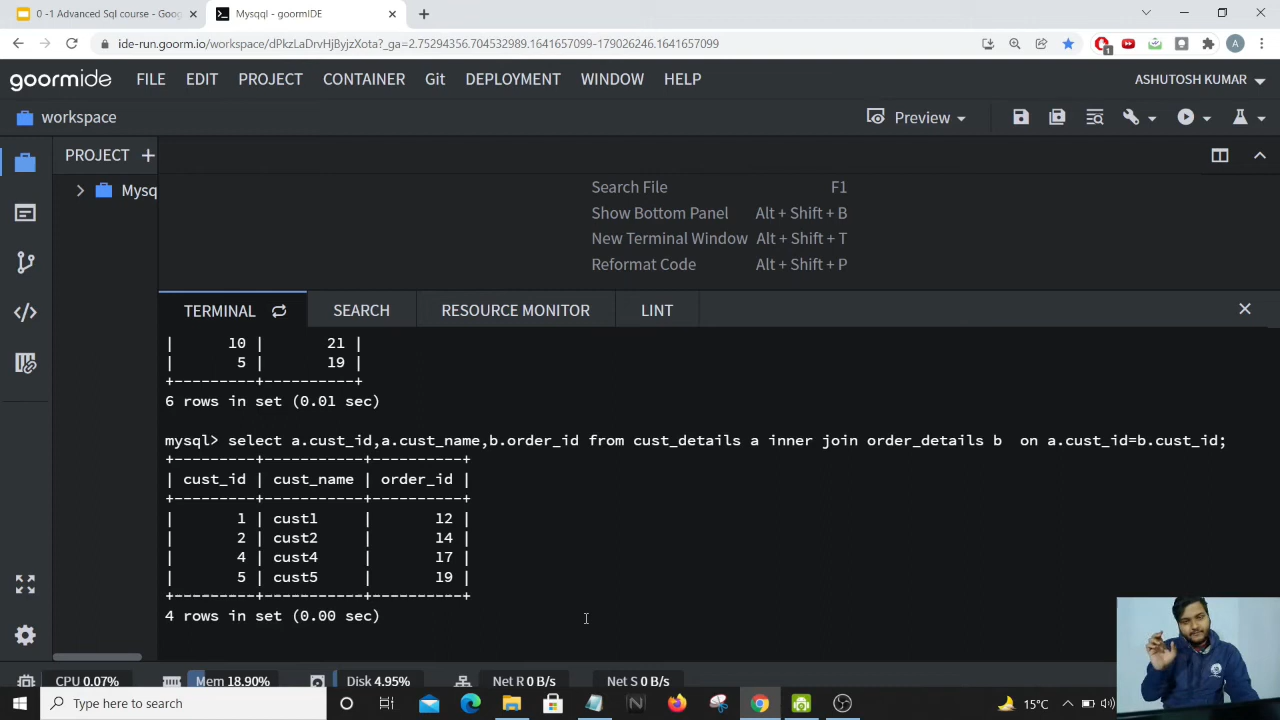 0 -1 Advanced Sql course - Goog
Mysqql - goormIDE
ide-run.goorm.io/workspace/dPkzLaDrvHjByjzXota?_ga=2.75294356.704532589.1641657099-179026246.1641657099
goormide FILE EDIT PROJECT CONTAINER Git DEPLOYMENT WINDOW HELP ASHUTOSH KUMAR
workspace Preview
PROJECT +
Mysq
Search File F1
Show Bottom Panel Alt + Shift + B
New Terminal Window Alt + Shift + T
Reformat Code Alt + Shift + P
TERMINAL SEARCH RESOURCE MONITOR LINT
| 10 | 21 |
| 5 | 19 |
+---------+----------+
6 rows in set (0.01 sec)
mysql> select a.cust_id,a.cust_name,b.order_id from cust_details a inner join order_details b  on a.cust_id=b.cust_id;
+---------+-----------+----------+
| cust_id | cust_name | order_id |
+---------+-----------+----------+
| 1 | cust1 | 12 |
| 2 | cust2 | 14 |
| 4 | cust4 | 17 |
| 5 | cust5 | 19 |
+---------+-----------+----------+
4 rows in set (0.00 sec)
CPU 0.07% Mem 18.90% Disk 4.95% Net R 0 B/s Net S 0 B/s
Type here to search 15°C